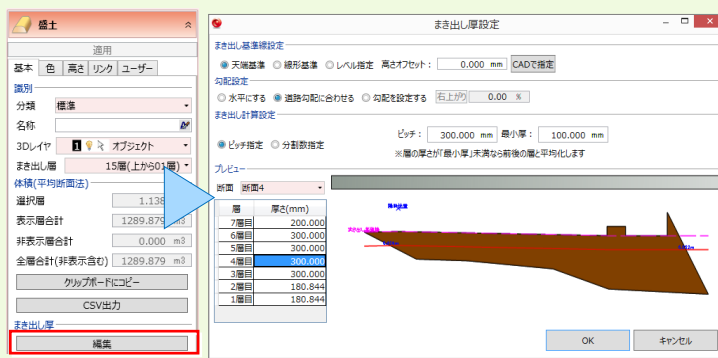 盛土
適用
基本 色 高さ リンク ユーザー
識別
分類 標準
名称
3Dレイヤ 1 オブジェクト
まき出し層 15層(上から01層)
体積(平均断面法)
選択層 1.138
表示層合計 1289.879 m3
非表示層合計 0.000 m3
全層合計(非表示含む) 1289.879 m3
クリップボードにコピー
CSV出力
まき出し厚
編集
まき出し厚設定
まき出し基準線設定
天端基準 線形基準 レベル指定 高さオフセット: 0.000 mm CADで指定
勾配設定
水平にする 道路勾配に合わせる 勾配を設定する 右上がり 0.00 %
まき出し計算設定
ピッチ指定 分割数指定 ピッチ: 300.000 mm 最小厚: 100.000 mm
※層の厚さが「最小厚」未満なら前後の層と平均化します
プレビュー
断面 断面4
層 厚さ(mm)
7層目 200.000
6層目 300.000
5層目 300.000
4層目 300.000
3層目 300.000
2層目 180.844
1層目 180.844
OK キャンセル